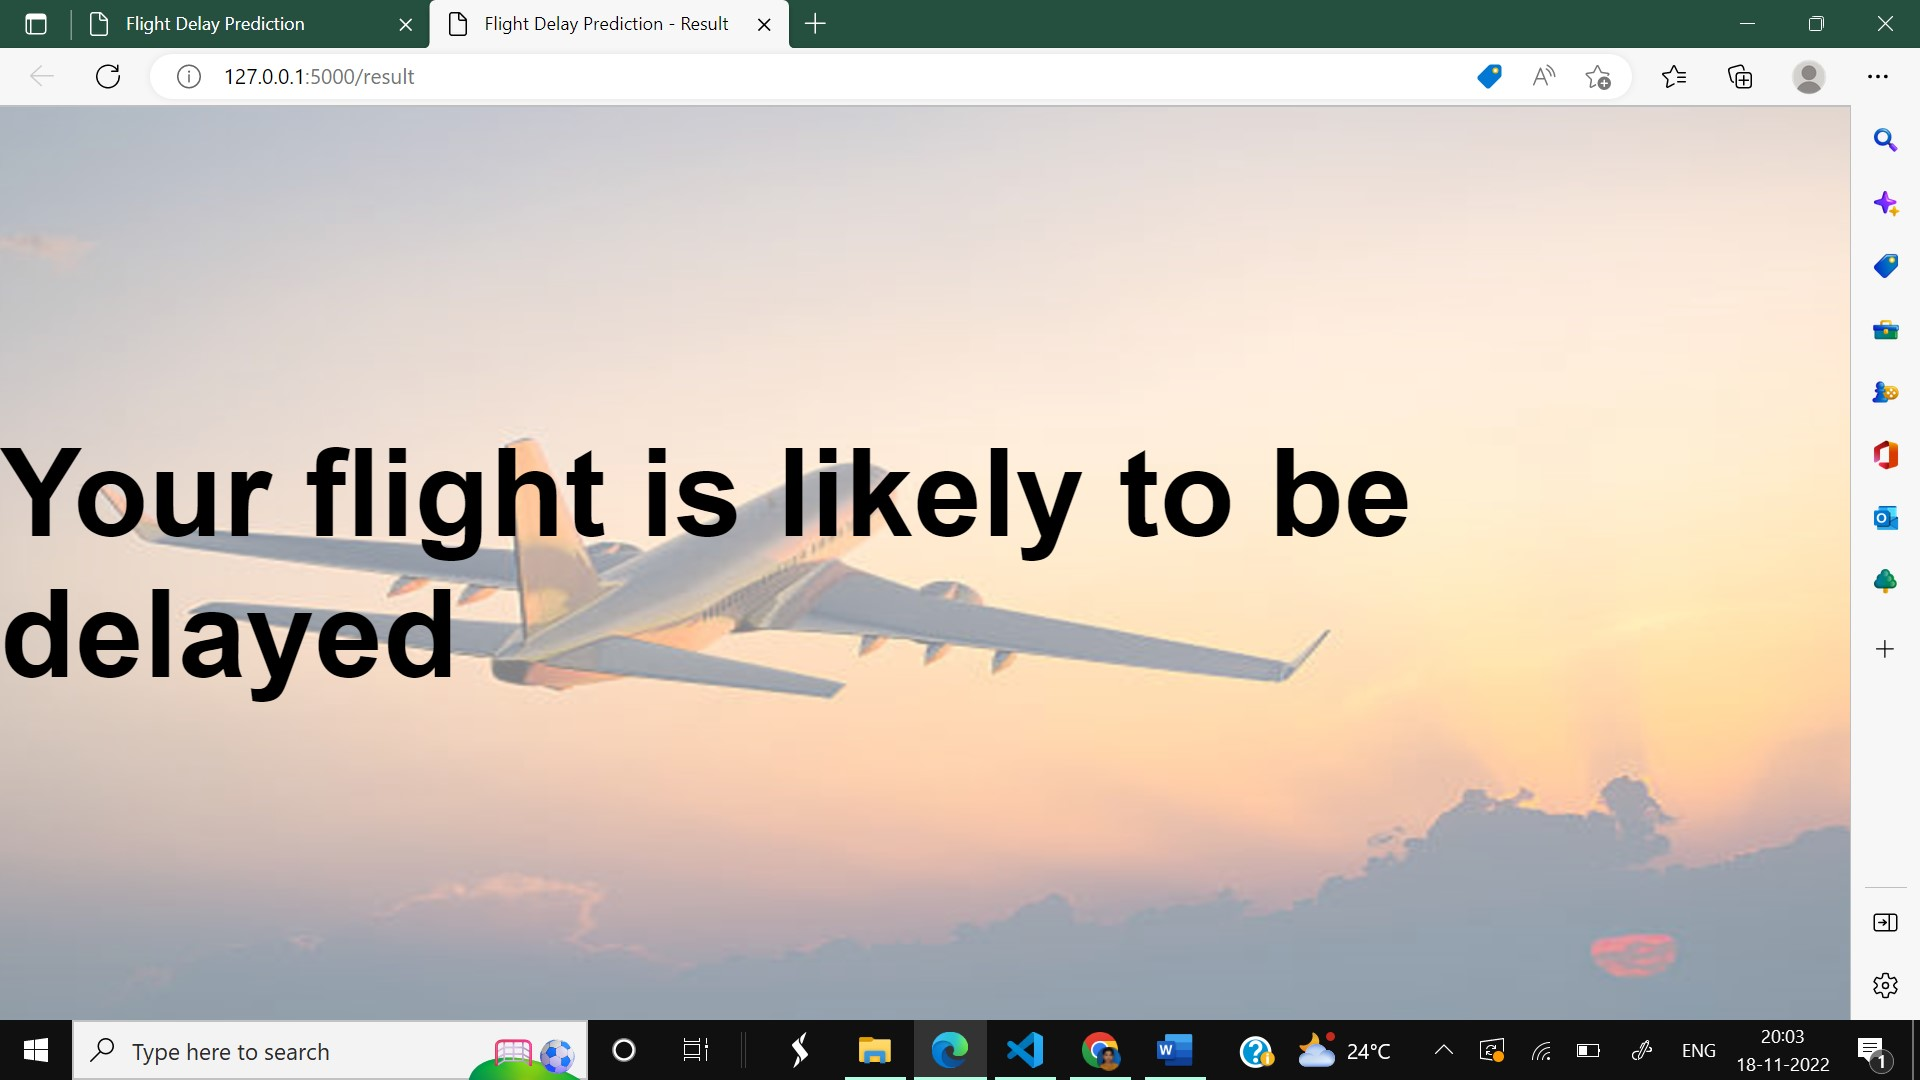 Flight Delay Prediction
Flight Delay Prediction - Result
127.0.0.1:5000/result
Your flight is likely to be
delayed
Type here to search
24°C
ENG
20:03
18-11-2022
1